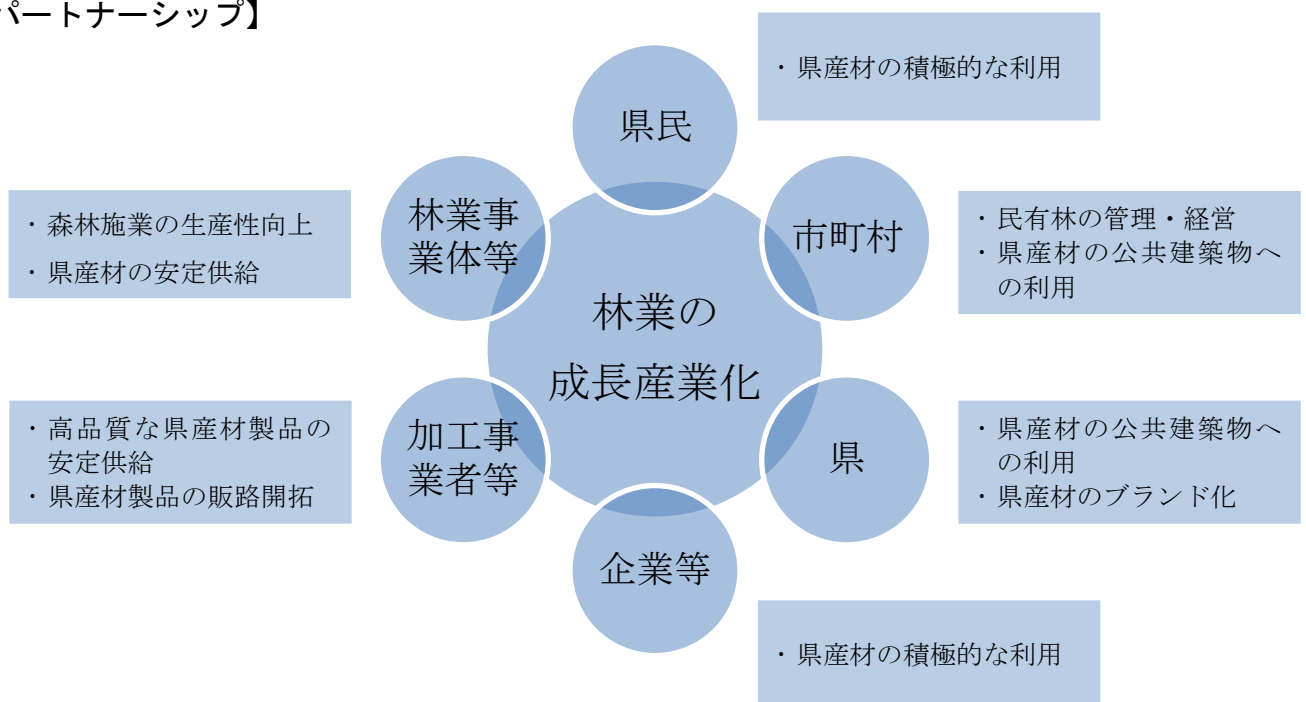 パートナーシップ】
・県産材の積極的な利用
県民
林業事
業体等
・森林施業の生産性向上
・県産材の安定供給
市町村
・民有林の管理・経営
・県産材の公共建築物へ
の利用
林業の
成長産業化
加工事
業者等
・高品質な県産材製品の
安定供給
・県産材製品の販路開拓
県
・県産材の公共建築物へ
の利用
・県産材のブランド化
企業等
・県産材の積極的な利用